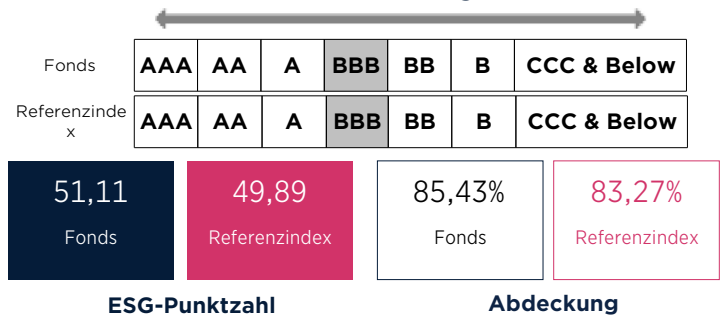 Fonds AAA AA A BBB BB B CCC & Below
Referenzinde
x AAA AA A BBB BB B CCC & Below
51,11 49,89 85,43% 83,27%
Fonds Referenzindex Fonds Referenzindex
ESG-Punktzahl Abdeckung